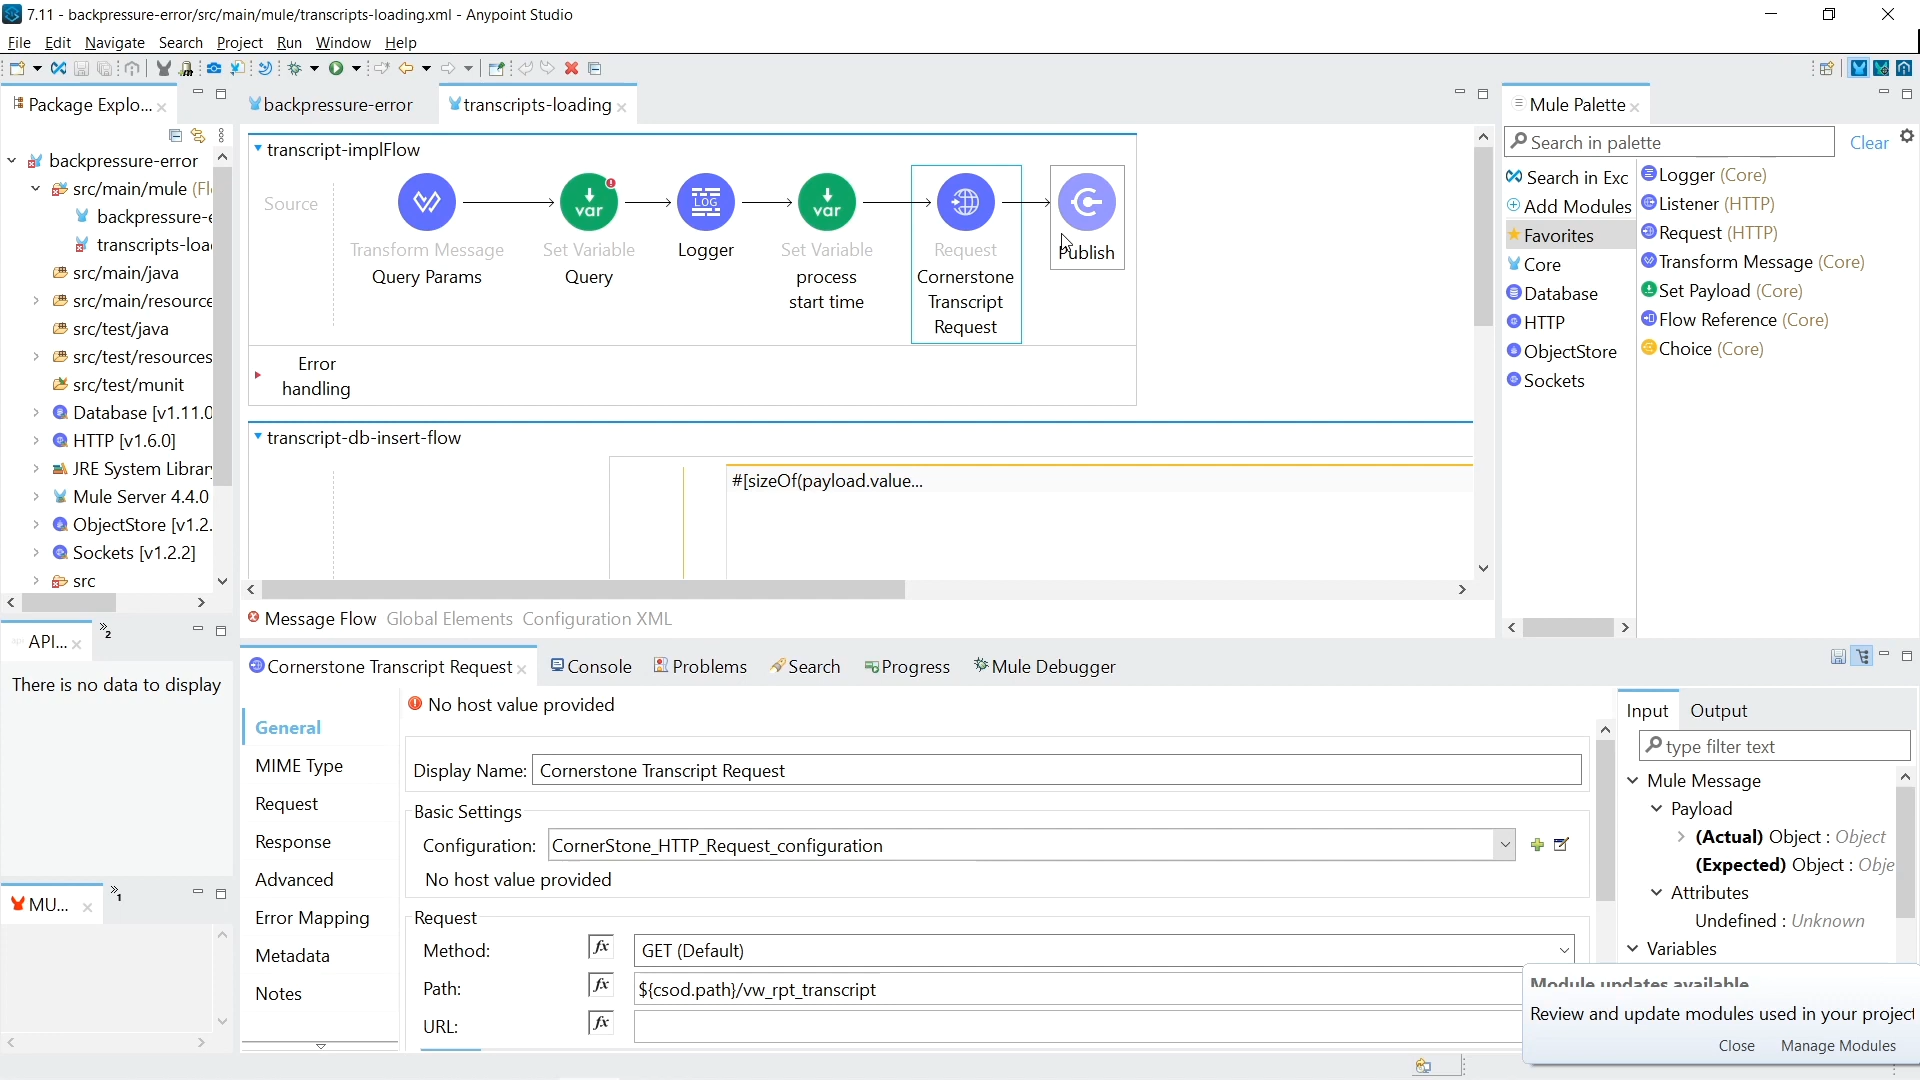 7.11 - backpressure-error/src/main/mule/transcripts-loading.xml - Anypoint Studio
File Edit Navigate Search Project Run Window Help
Package Explo...
backpressure-error
src/main/mule (Fl
backpressure-e
transcripts-loa
src/main/java
src/main/resource
src/test/java
src/test/resources
src/test/munit
Database [v1.11.0
HTTP [v1.6.0]
JRE System Library
Mule Server 4.4.0
ObjectStore [v1.2.
Sockets [v1.2.2]
src
API...
2
There is no data to display
MU...
1
backpressure-error
transcripts-loading
transcript-implFlow
Source
Transform Message
Query Params
var
Set Variable
Query
LOG
Logger
var
Set Variable
process
start time
Request
Cornerstone
Transcript
Request
Publish
Error
handling
transcript-db-insert-flow
#[sizeOf(payload.value...
Message Flow Global Elements Configuration XML
Mule Palette
Search in palette
Clear
Search in Exc
Add Modules
Favorites
Core
Database
HTTP
ObjectStore
Sockets
Logger (Core)
Listener (HTTP)
Request (HTTP)
Transform Message (Core)
Set Payload (Core)
Flow Reference (Core)
Choice (Core)
Cornerstone Transcript Request
Console
Problems
Search
Progress
Mule Debugger
General
MIME Type
Request
Response
Advanced
Error Mapping
Metadata
Notes
No host value provided
Display Name: Cornerstone Transcript Request
Basic Settings
Configuration: CornerStone_HTTP_Request_configuration
No host value provided
Request
Method: fx GET (Default)
Path: fx ${csod.path}/vw_rpt_transcript
URL: fx
Input Output
type filter text
Mule Message
Payload
(Actual) Object : Object
(Expected) Object : Obje
Attributes
Undefined : Unknown
Variables
Module updates available
Review and update modules used in your project
Close Manage Modules